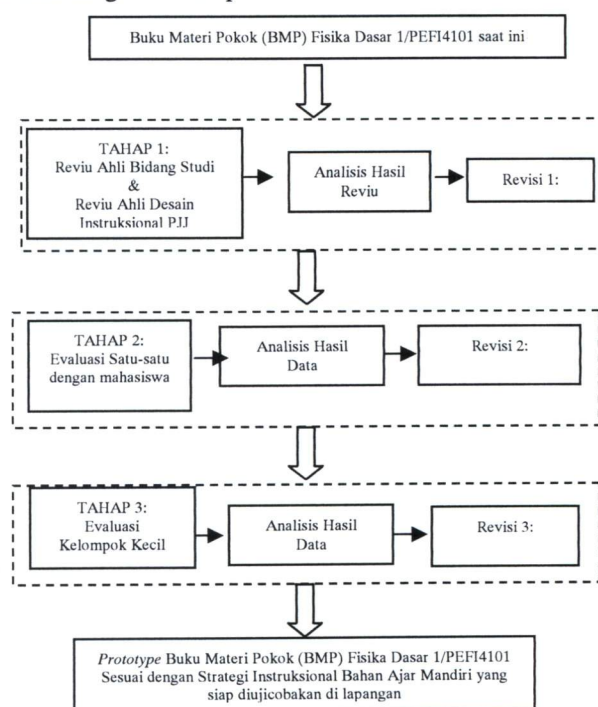 Buku Materi Pokok (BMP) Fisika Dasar 1/PEFI4101 saat ini
TAHAP 1:
Reviu Ahli Bidang Studi
&
Reviu Ahli Desain
Instruksional PJJ
Analisis Hasil
Reviu
Revisi 1:
TAHAP 2:
Evaluasi Satu-satu
dengan mahasiswa
Analisis Hasil
Data
Revisi 2:
TAHAP 3:
Evaluasi
Kelompok Kecil
Analisis Hasil
Data
Revisi 3:
Prototype Buku Materi Pokok (BMP) Fisika Dasar 1/PEFI4101
Sesuai dengan Strategi Instruksional Bahan Ajar Mandiri yang
siap diujicobakan di lapangan